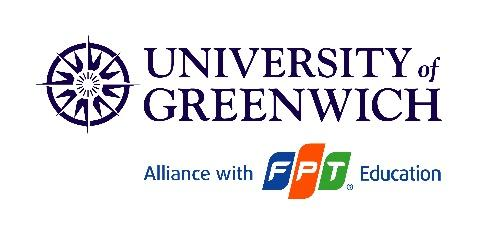 UNIVERSITY of
GREENWICH
Alliance with FPT® Education